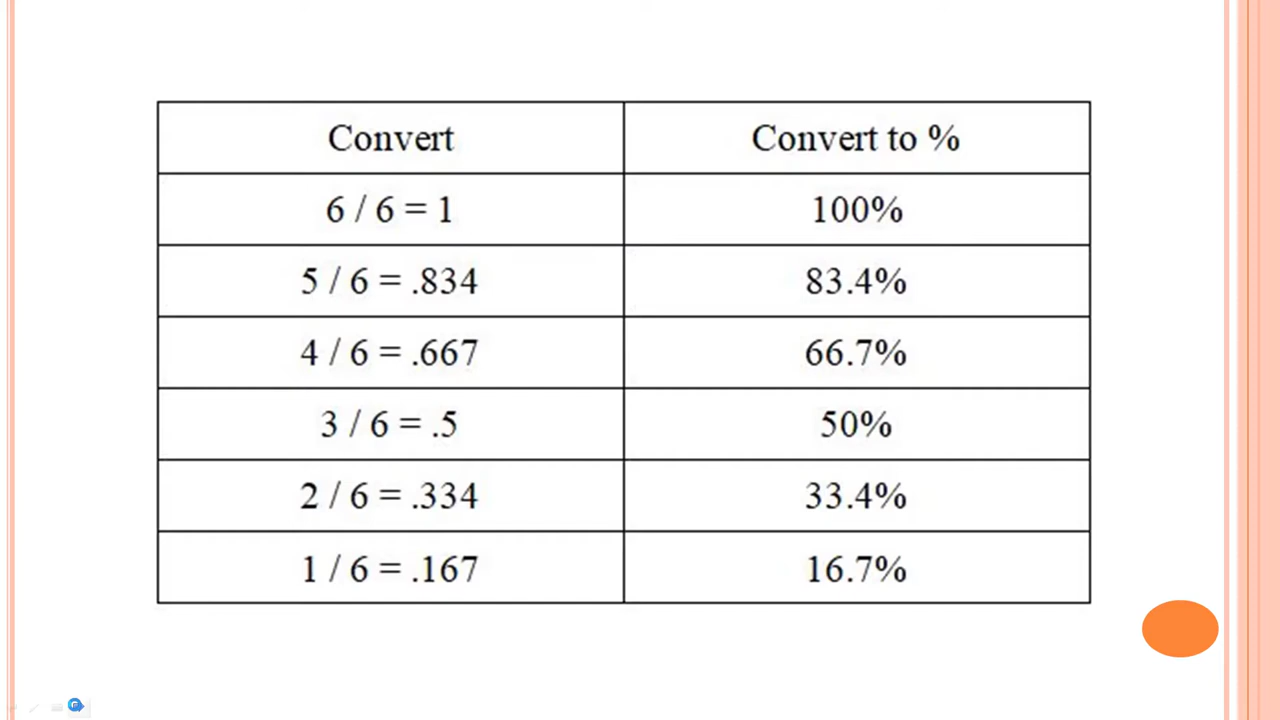 Convert Convert to %
6 / 6 = 1 100%
5 / 6 = .834 83.4%
4 / 6 = .667 66.7%
3 / 6 = .5 50%
2 / 6 = .334 33.4%
1 / 6 = .167 16.7%